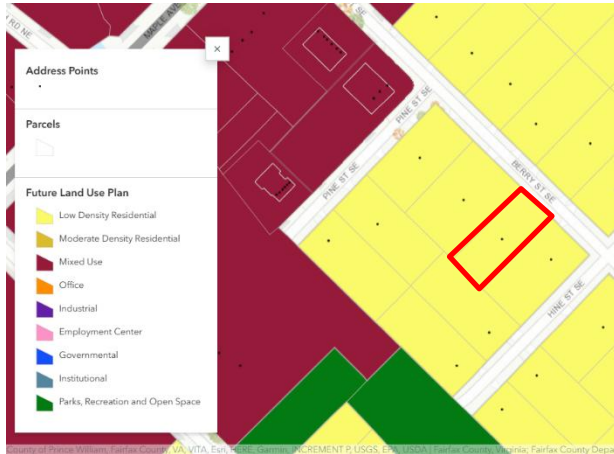 RD NE
MAPLE AV
SE
×
Address Points
Parcels
Future Land Use Plan
Low Density Residential
Moderate Density Residential
Mixed Use
Office
Industrial
Employment Center
Governmental
Institutional
Parks, Recreation and Open Space
PINE ST SE
PINE ST SE
BERRY ST SE
HINE ST SE
County of Prince William, Fairfax County, VA, VITA, Esri, HERE, Garmin, INCREMENT P, USGS, EPA, USDA | Fairfax County, Virginia; Fairfax County Depa